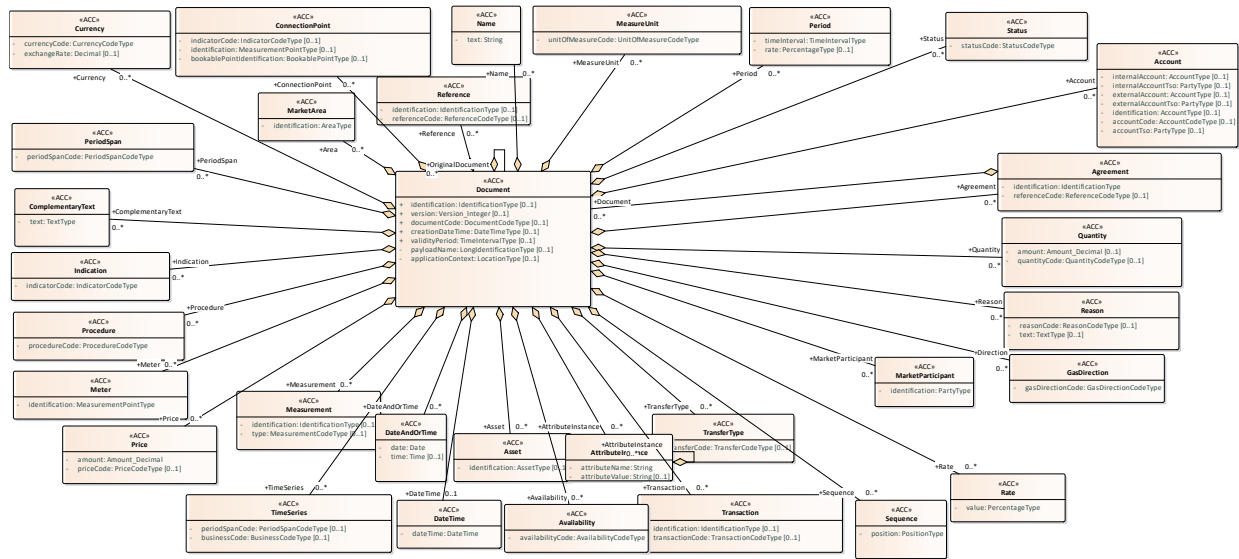 «ACC»
Currency
- currencyCode: CurrencyCodeType
- exchangeRate: Decimal [0..1]
+Currency 0..*
«ACC»
ConnectionPoint
- indicatorCode: IndicatorCodeType [0..1]
- identification: MeasurementPointType [0..1]
- bookablePointIdentification: BookablePointType [0..1]
+ConnectionPoint 0..*
«ACC»
Name
- text: String
+Name 0..*
«ACC»
MeasureUnit
- unitOfMeasureCode: UnitOfMeasureCodeType
+MeasureUnit 0..*
«ACC»
Period
- timeInterval: TimeIntervalType
- rate: PercentageType [0..1]
+Period 0..*
«ACC»
Status
- statusCode: StatusCodeType
+Status
0..*
«ACC»
Account
- internalAccount: AccountType [0..1]
- internalAccountTso: PartyType [0..1]
- externalAccount: AccountType [0..1]
- externalAccountTso: PartyType [0..1]
- identification: AccountType [0..1]
- accountCode: AccountCodeType [0..1]
- accountTso: PartyType [0..1]
+Account
0..*
«ACC»
MarketArea
- identification: AreaType
+Area 0..*
«ACC»
Reference
- identification: IdentificationType [0..1]
- referenceCode: ReferenceCodeType [0..1]
+Reference 0..*
«ACC»
PeriodSpan
- periodSpanCode: PeriodSpanCodeType
+PeriodSpan
0..*
+OriginalDocument
0..*
«ACC»
Document
+ identification: IdentificationType [0..1]
+ version: Version_Integer [0..1]
+ documentCode: DocumentCodeType [0..1]
+ creationDateTime: DateTimeType [0..1]
+ validityPeriod: TimeIntervalType [0..1]
- payloadName: LongIdentificationType [0..1]
- applicationContext: LocationType [0..1]
+Document
0..*
«ACC»
Agreement
- identification: IdentificationType
- referenceCode: ReferenceCodeType [0..1]
+Agreement
0..*
«ACC»
ComplementaryText
- text: TextType
+ComplementaryText
0..*
«ACC»
Quantity
- amount: Amount_Decimal [0..1]
- quantityCode: QuantityCodeType [0..1]
+Quantity
0..*
«ACC»
Indication
- indicatorCode: IndicatorCodeType
+Indication
0..*
«ACC»
Reason
- reasonCode: ReasonCodeType [0..1]
- text: TextType [0..1]
+Reason
0..*
«ACC»
Procedure
- procedureCode: ProcedureCodeType
+Procedure
0..*
«ACC»
GasDirection
- gasDirectionCode: GasDirectionCodeType
+Direction
0..*
«ACC»
MarketParticipant
- identification: PartyType
+MarketParticipant
0..*
«ACC»
Meter
- identification: MeasurementPointType
+Meter 0..*
«ACC»
Price
- amount: Amount_Decimal
- priceCode: PriceCodeType [0..1]
+Price 0..*
«ACC»
Measurement
- identification: IdentificationType [0..1]
- type: MeasurementCodeType [0..1]
+Measurement 0..*
«ACC»
DateAndOrTime
- date: Date
- time: Time [0..1]
+DateAndOrTime 0..*
«ACC»
Asset
- identification: AssetType [0..1]
+Asset 0..*
«ACC»
- attributeName: String
- attributeValue: String [0..1]
+AttributeInstance 0..*
+AttributeInstance
0..*
«ACC»
TransferType
TransferCodeType [0..1]
+TransferType 0..*
«ACC»
TimeSeries
- periodSpanCode: PeriodSpanCodeType [0..1]
- businessCode: BusinessCodeType [0..1]
+TimeSeries 0..*
«ACC»
DateTime
- dateTime: DateTime
+DateTime 0..1
«ACC»
Availability
- availabilityCode: AvailabilityCodeType
+Availability 0..*
«ACC»
Transaction
identification: IdentificationType [0..1]
transactionCode: TransactionCodeType [0..1]
+Transaction 0..*
«ACC»
Sequence
- position: PositionType
+Sequence 0..*
«ACC»
Rate
- value: PercentageType
+Rate 0..*